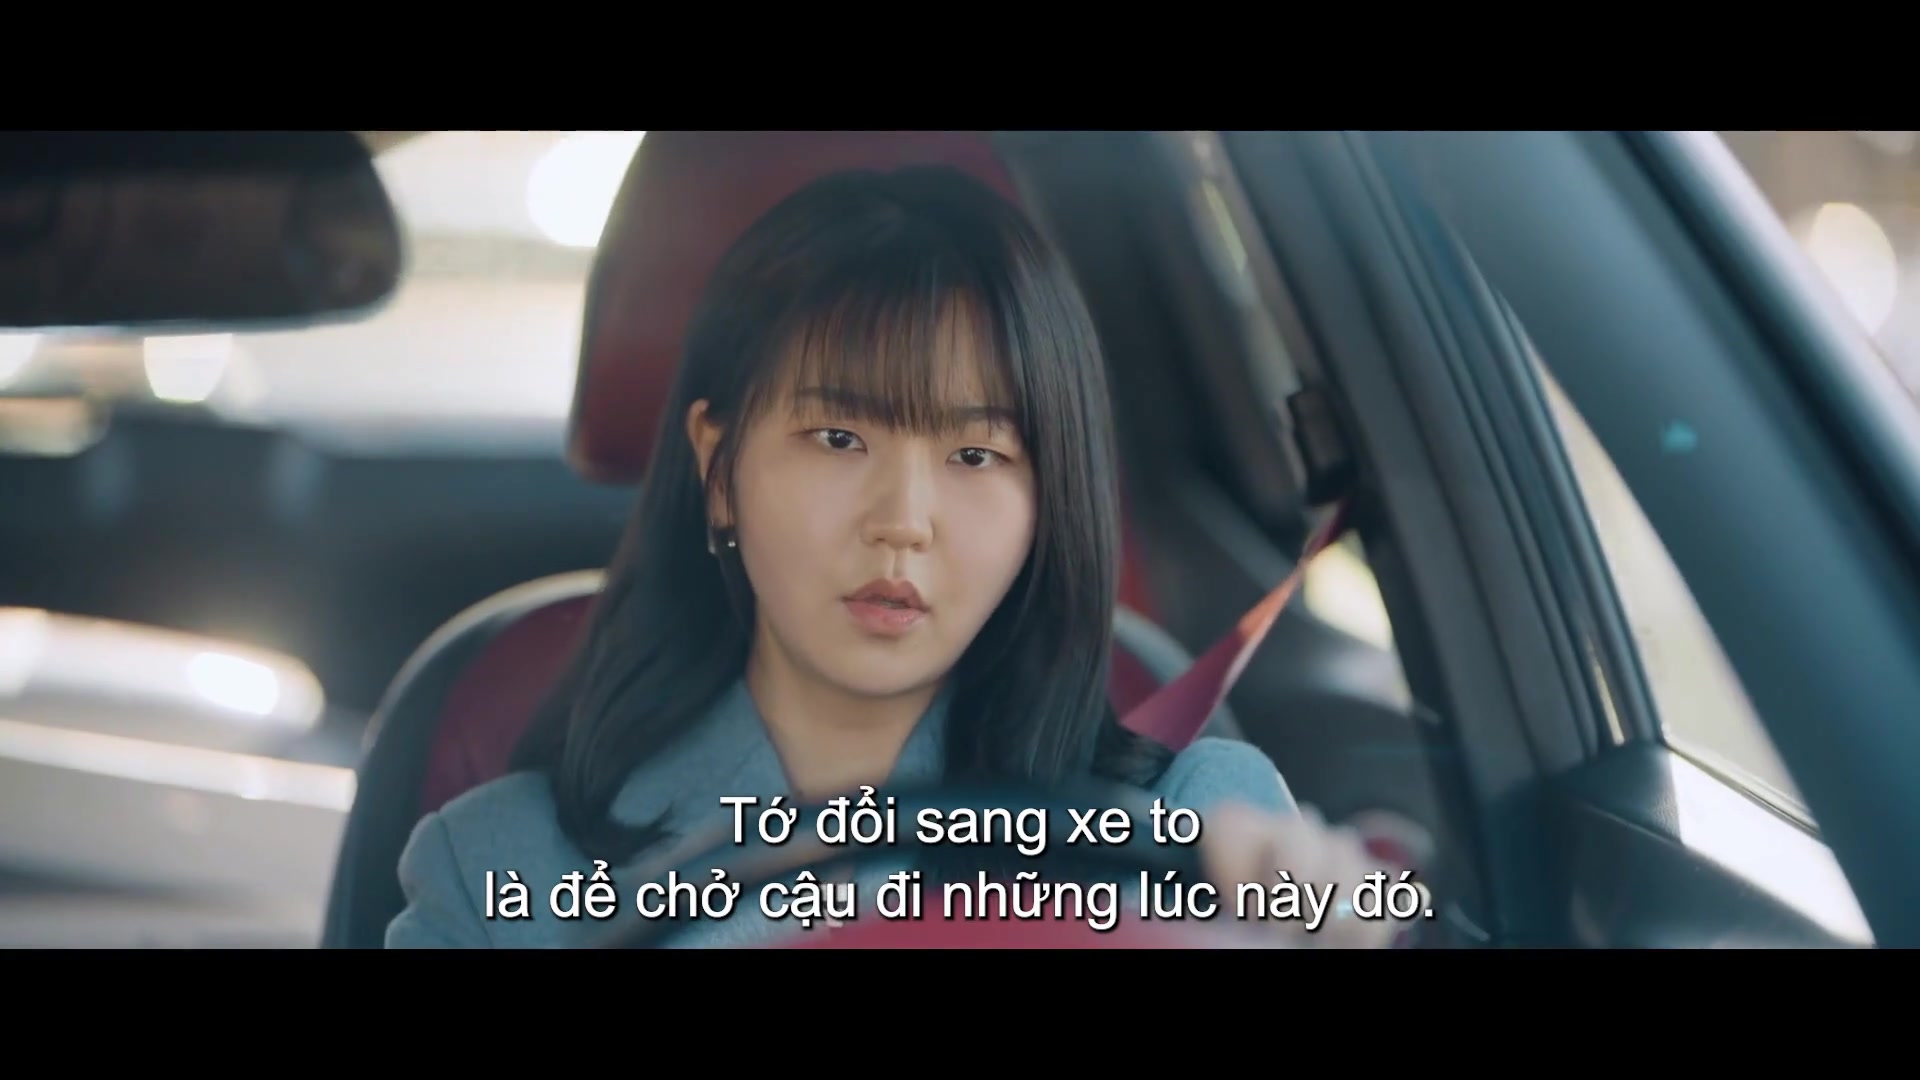 Tớ đổi sang xe to
là để chở cậu đi những lúc này đó.